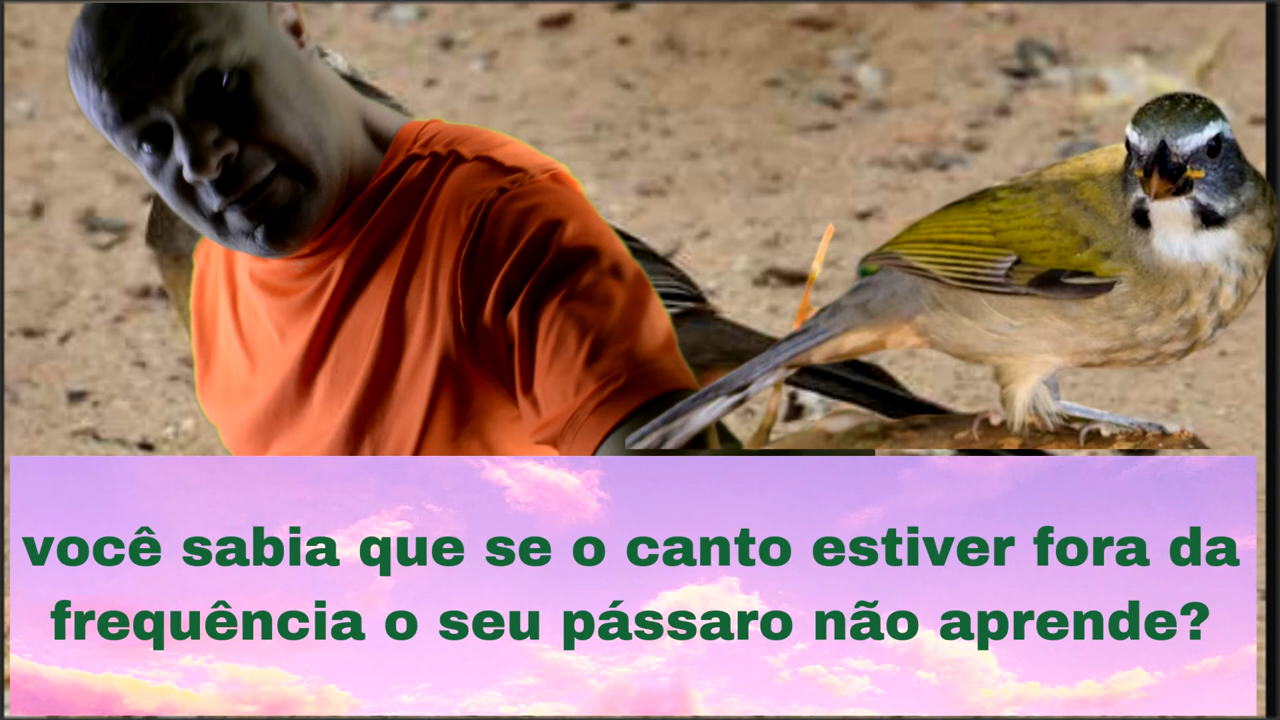 você sabia que se o canto estiver fora da
frequência o seu pássaro não aprende?